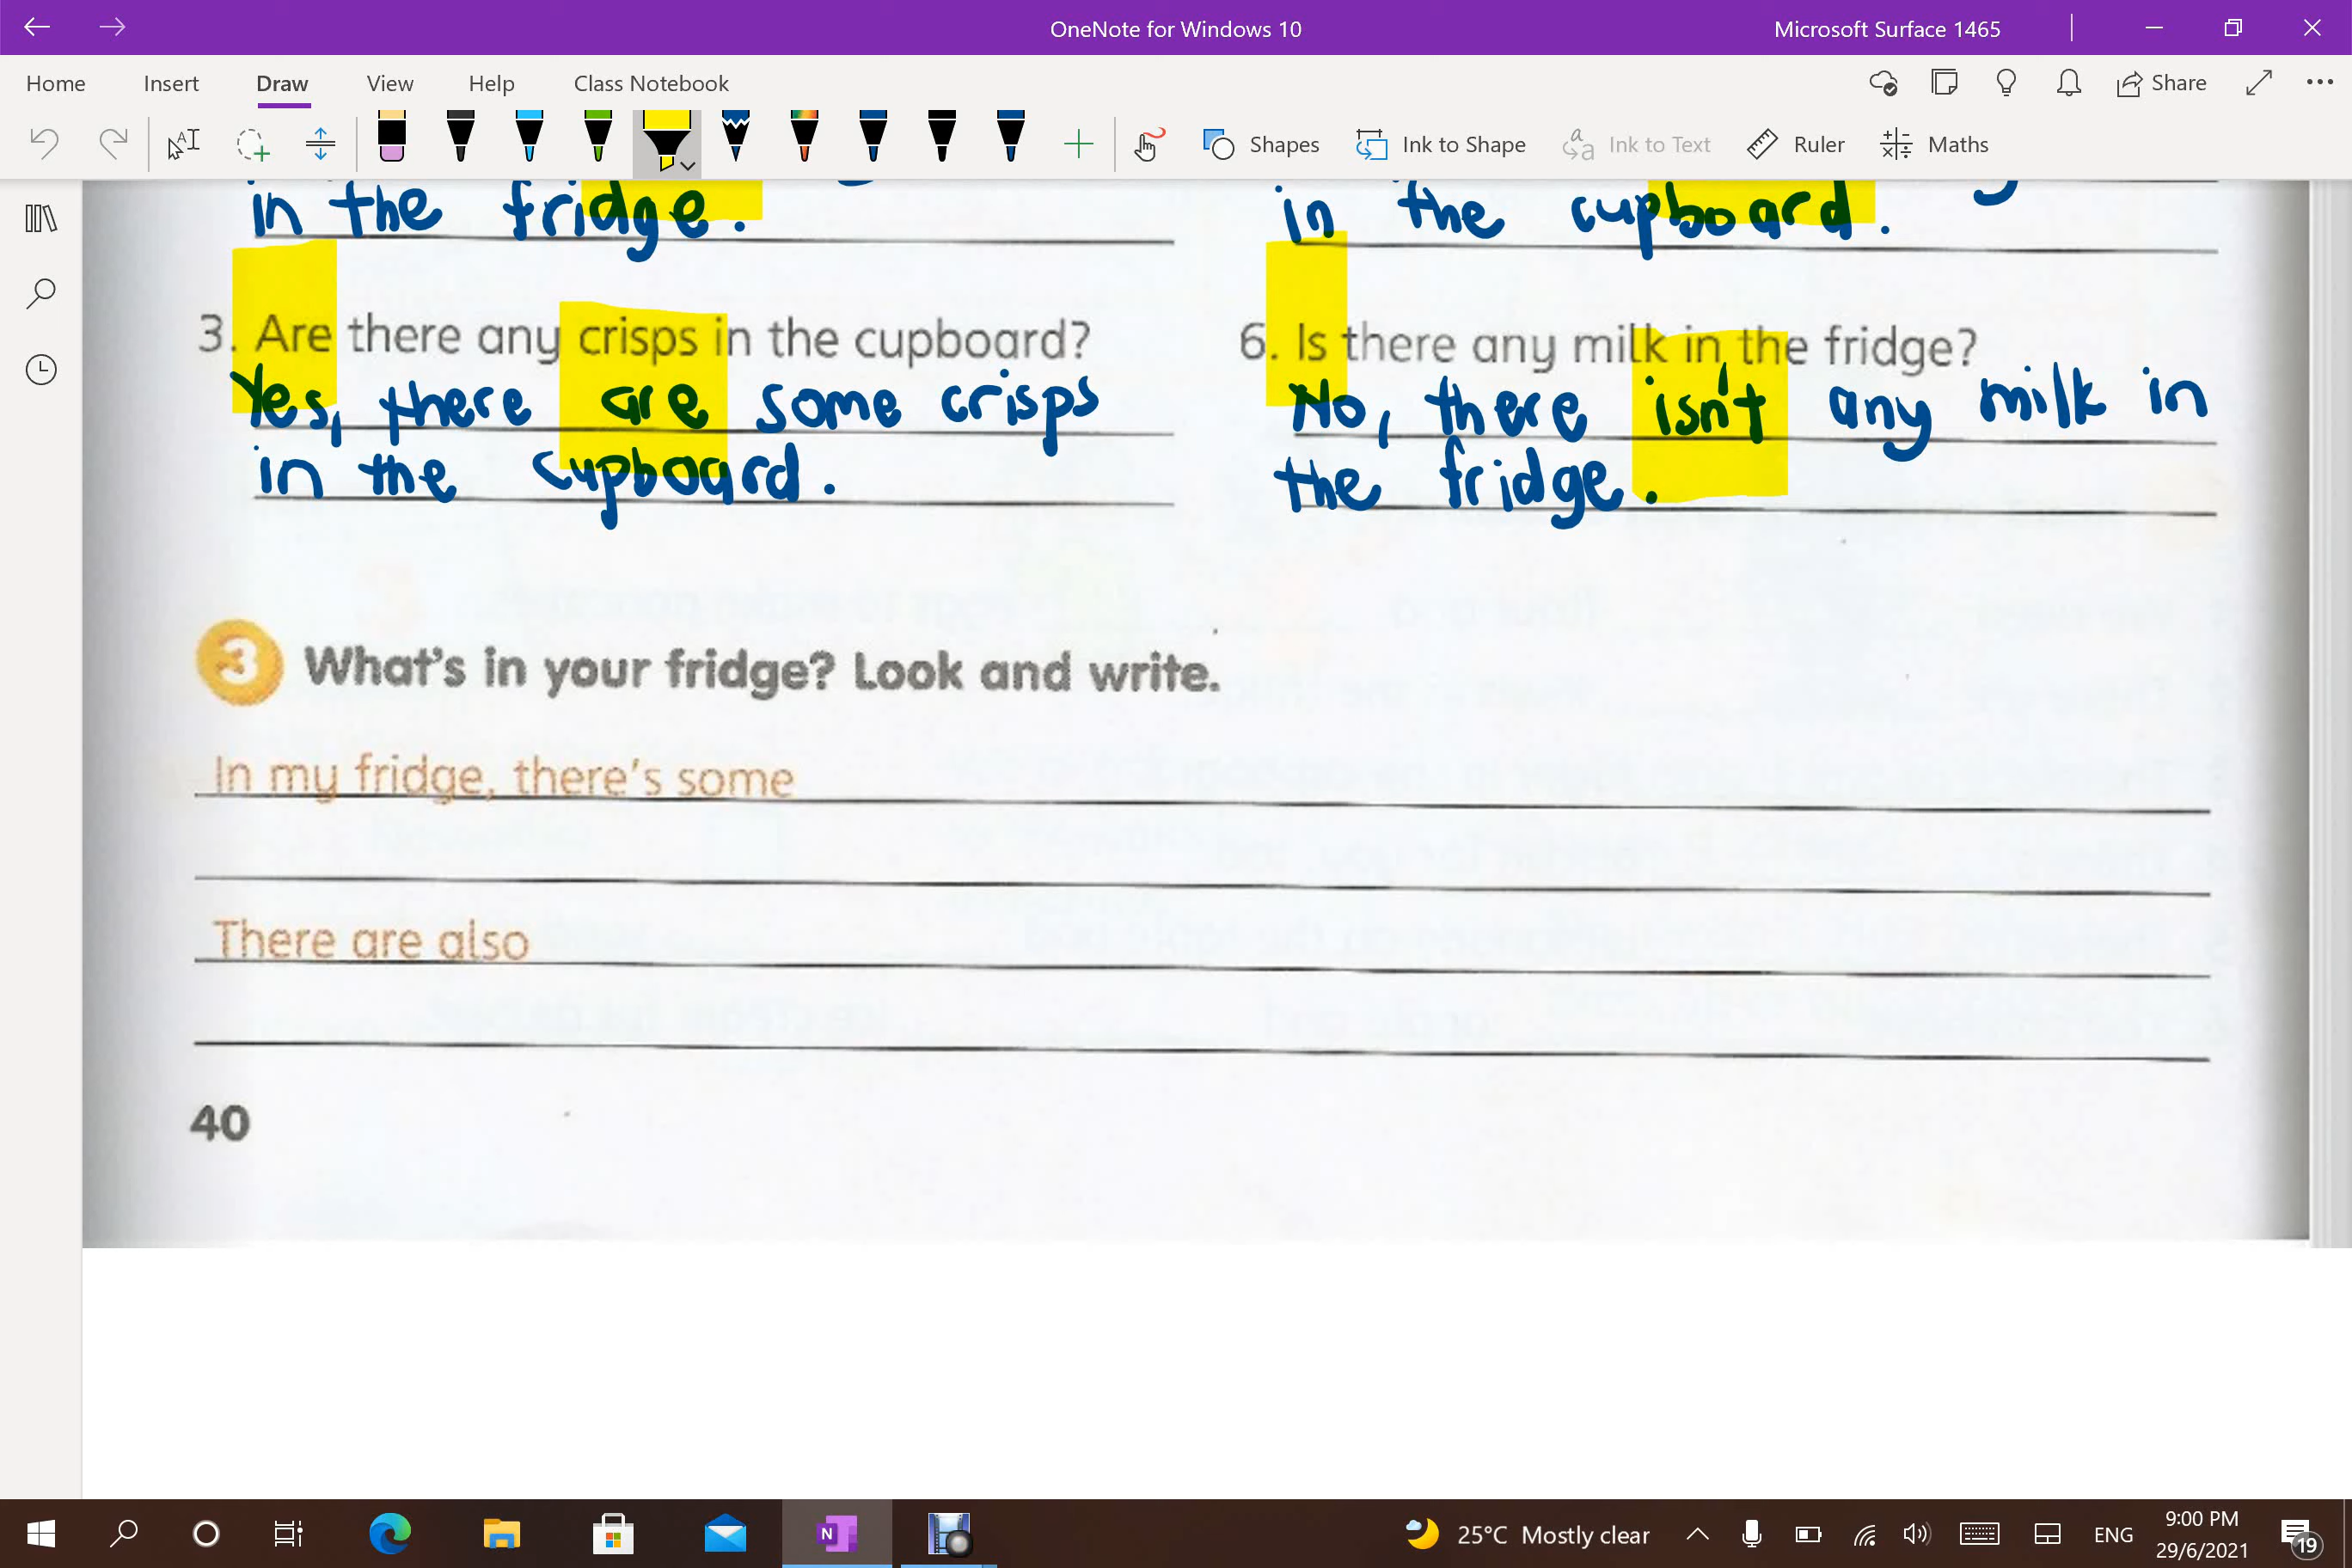 OneNote for Windows 10
Microsoft Surface 1465
Home Insert Draw View Help Class Notebook
Share
Shapes Ink to Shape Ink to Text Ruler Maths
in the fridge.
in the cupboard.
3. Are there any crisps in the cupboard?
Yes, there are some crisps
in the cupboard.
6. Is there any milk in the fridge?
No, there isn't any milk in
the fridge.
3 What's in your fridge? Look and write.
In my fridge, there's some
There are also
40
25°C Mostly clear
ENG
9:00 PM
29/6/2021
19